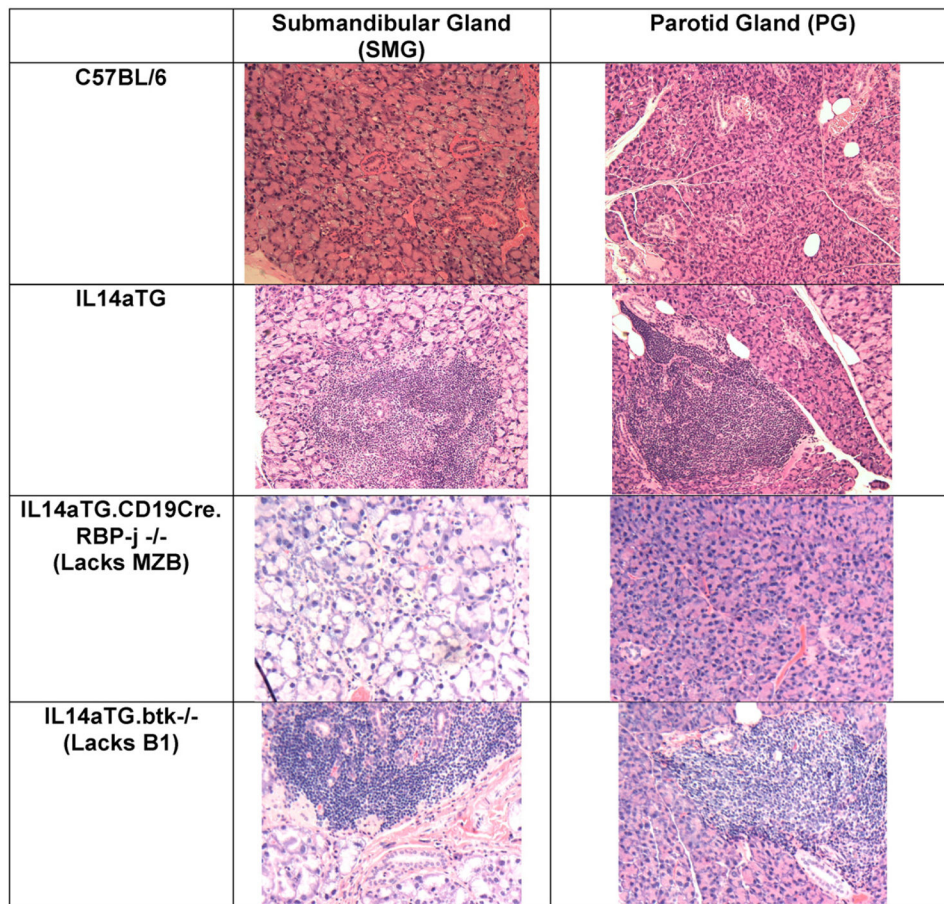 Submandibular Gland
(SMG)
Parotid Gland (PG)
C57BL/6
IL14aTG
IL14aTG.CD19Cre.
RBP-j -/-
(Lacks MZB)
IL14aTG.btk-/-
(Lacks B1)